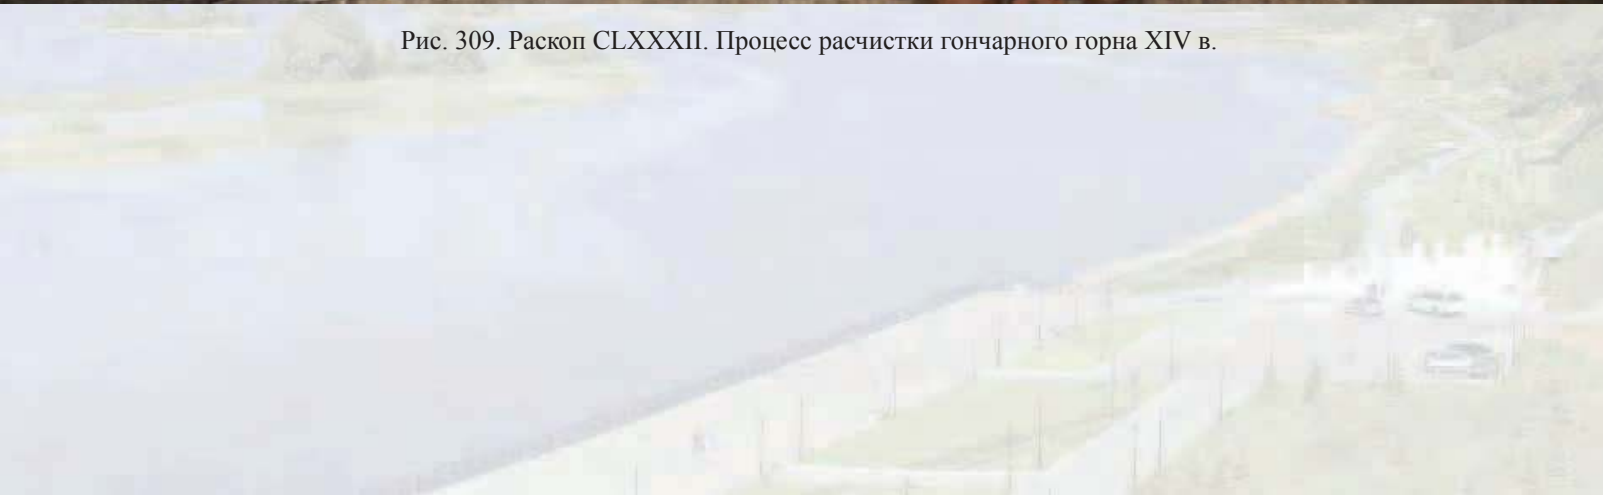 Рис. 309. Раскоп CLXXXII. Процесс расчистки гончарного горна XIV в.